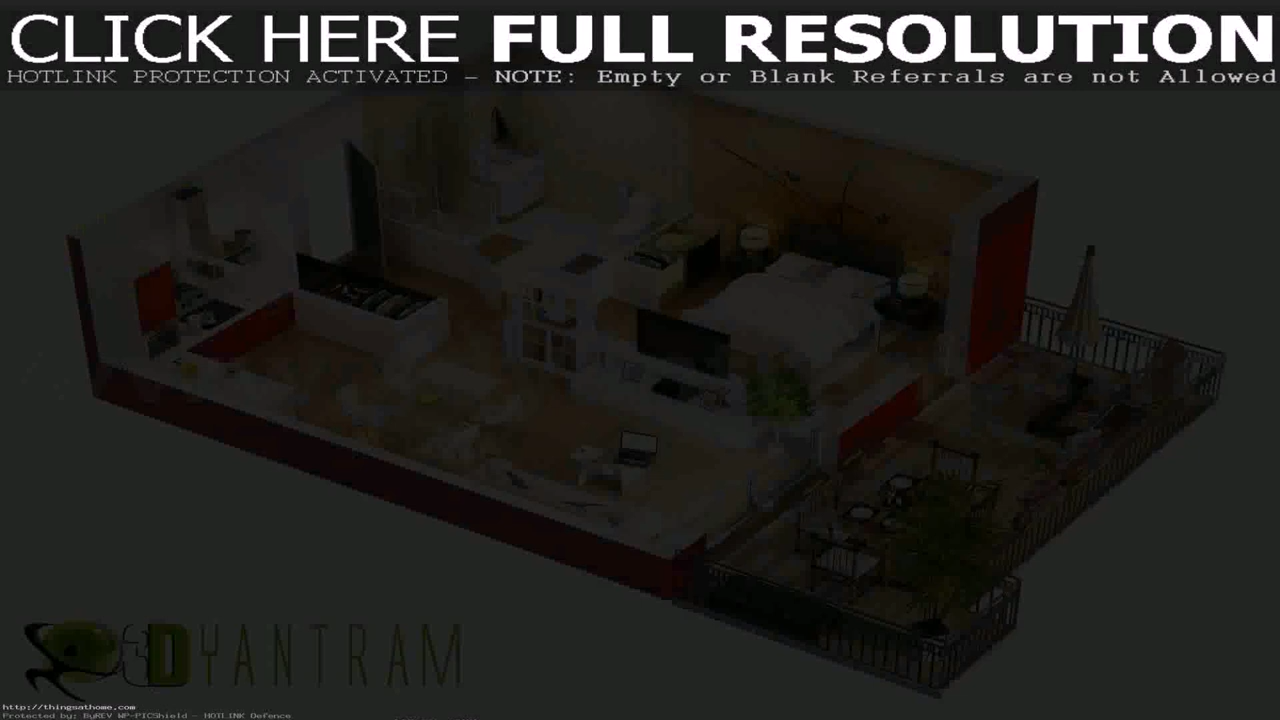 CLICK HERE FULL RESOLUTION
HOTLINK PROTECTION ACTIVATED – NOTE: Empty or Blank Referrals are not Allowed
3DYANTRAM
http://thingsathome.com
Protected by: ByREV WP-PICShield - HOTLINK Defence